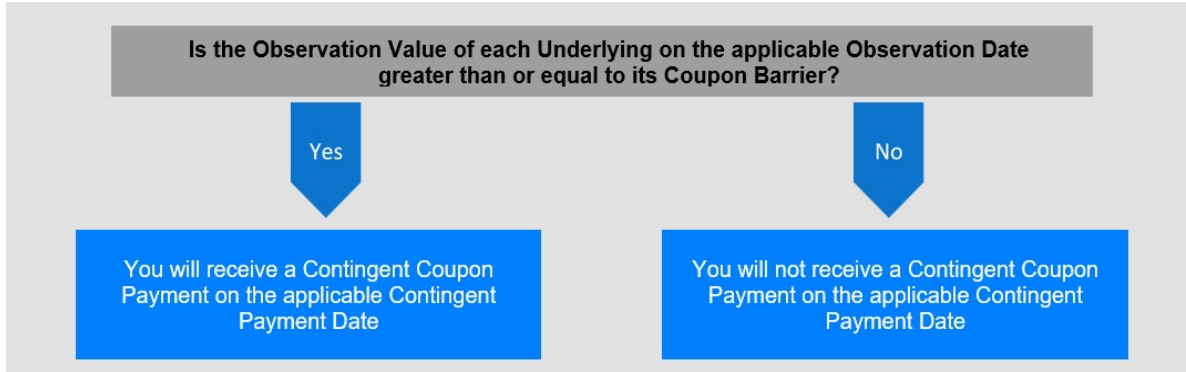 Is the Observation Value of each Underlying on the applicable Observation Date
greater than or equal to its Coupon Barrier?
Yes
No
You will receive a Contingent Coupon
Payment on the applicable Contingent
Payment Date
You will not receive a Contingent Coupon
Payment on the applicable Contingent
Payment Date